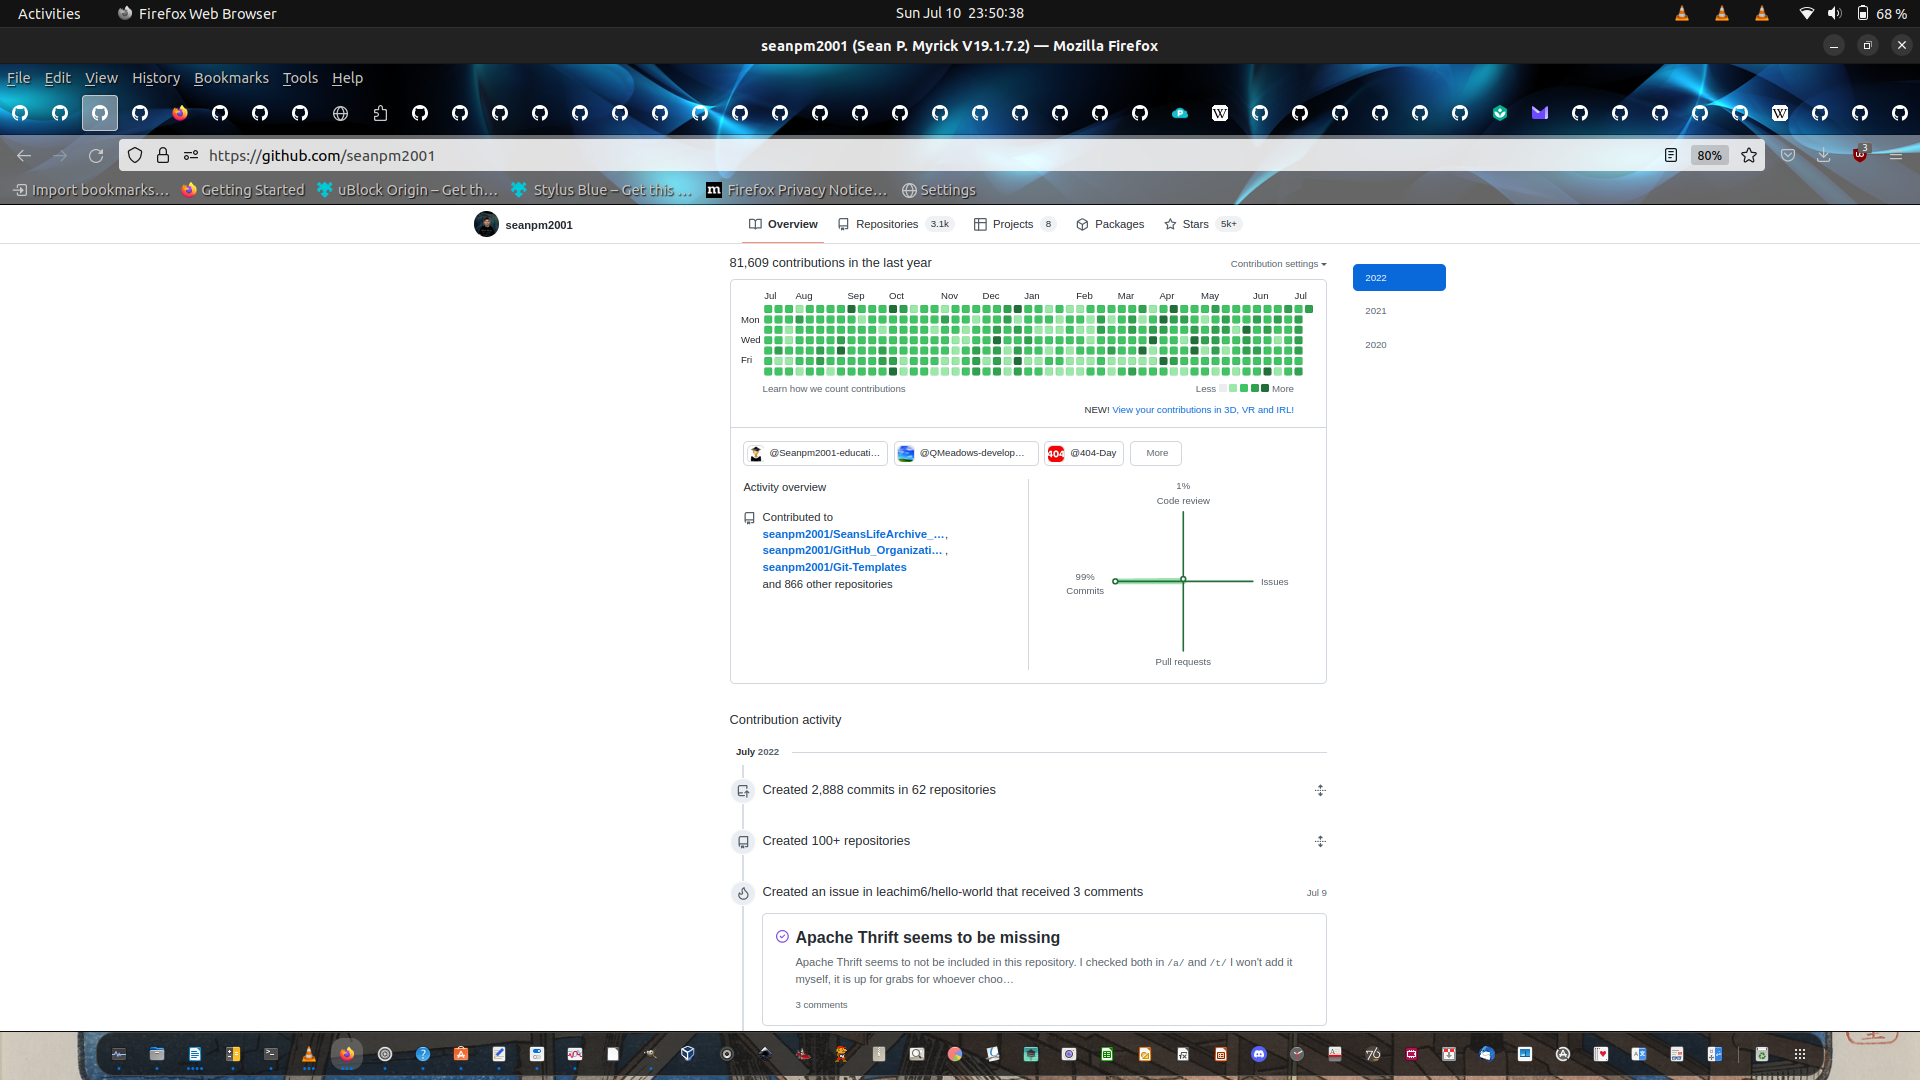 Activities
Firefox Web Browser
Sun Jul 10 23:50:38
68 %
seanpm2001 (Sean P. Myrick V19.1.7.2) — Mozilla Firefox
File Edit View History Bookmarks Tools Help
https://github.com/seanpm2001
80%
3
Import bookmarks…
Getting Started
uBlock Origin – Get th…
Stylus Blue – Get this …
Firefox Privacy Notice…
Settings
seanpm2001
Overview
Repositories 3.1k
Projects 8
Packages
Stars 5k+
81,609 contributions in the last year
Contribution settings
2022
2021
2020
Jul Aug Sep Oct Nov Dec Jan Feb Mar Apr May Jun Jul
Mon
Wed
Fri
Learn how we count contributions
Less More
NEW! View your contributions in 3D, VR and IRL!
@Seanpm2001-educati…
@QMeadows-develop…
404 @404-Day
More
Activity overview
Contributed to
seanpm2001/SeansLifeArchive_…,
seanpm2001/GitHub_Organizati… ,
seanpm2001/Git-Templates
and 866 other repositories
1%
Code review
99%
Commits
Issues
Pull requests
Contribution activity
July 2022
Created 2,888 commits in 62 repositories
Created 100+ repositories
Created an issue in leachim6/hello-world that received 3 comments
Jul 9
Apache Thrift seems to be missing
Apache Thrift seems to not be included in this repository. I checked both in /a/ and /t/ I won't add it
myself, it is up for grabs for whoever choo…
3 comments